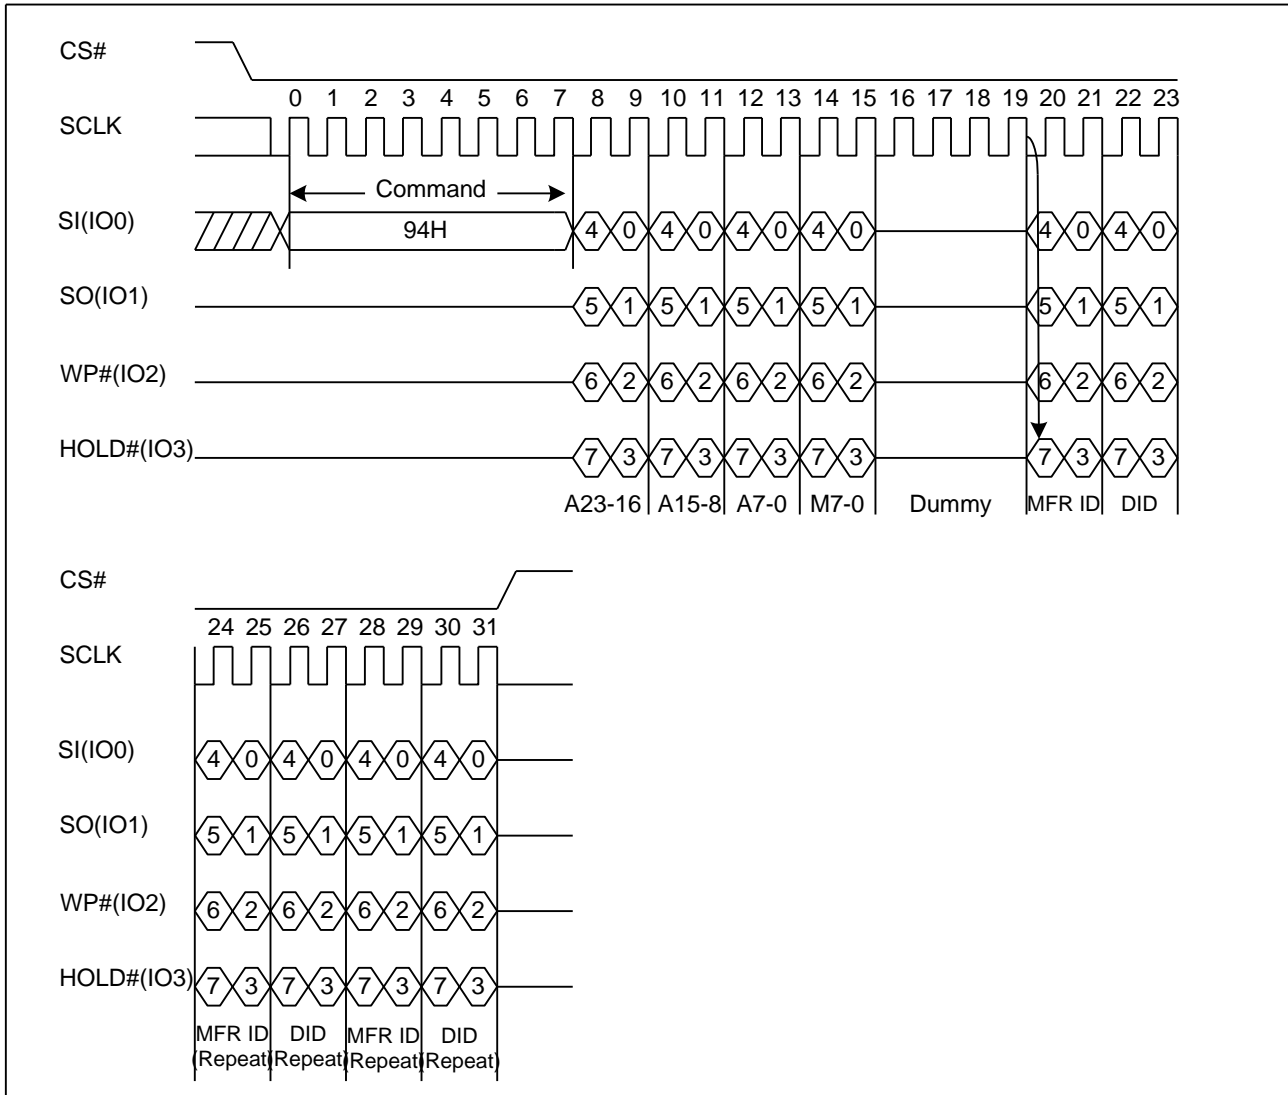 CS#
0 1 2 3 4 5 6 7 8 9 10 11 12 13 14 15 16 17 18 19 20 21 22 23
SCLK
Command
SI(IO0) 94H 4 0 4 0 4 0 4 0 4 0 4 0
SO(IO1) 5 1 5 1 5 1 5 1 5 1 5 1
WP#(IO2) 6 2 6 2 6 2 6 2 6 2 6 2
HOLD#(IO3) 7 3 7 3 7 3 7 3 7 3 7 3
A23-16 A15-8 A7-0 M7-0 Dummy MFR ID DID
CS#
24 25 26 27 28 29 30 31
SCLK
SI(IO0) 4 0 4 0 4 0 4 0
SO(IO1) 5 1 5 1 5 1 5 1
WP#(IO2) 6 2 6 2 6 2 6 2
HOLD#(IO3) 7 3 7 3 7 3 7 3
MFR ID DID MFR ID DID
(Repeat) (Repeat) (Repeat) (Repeat)